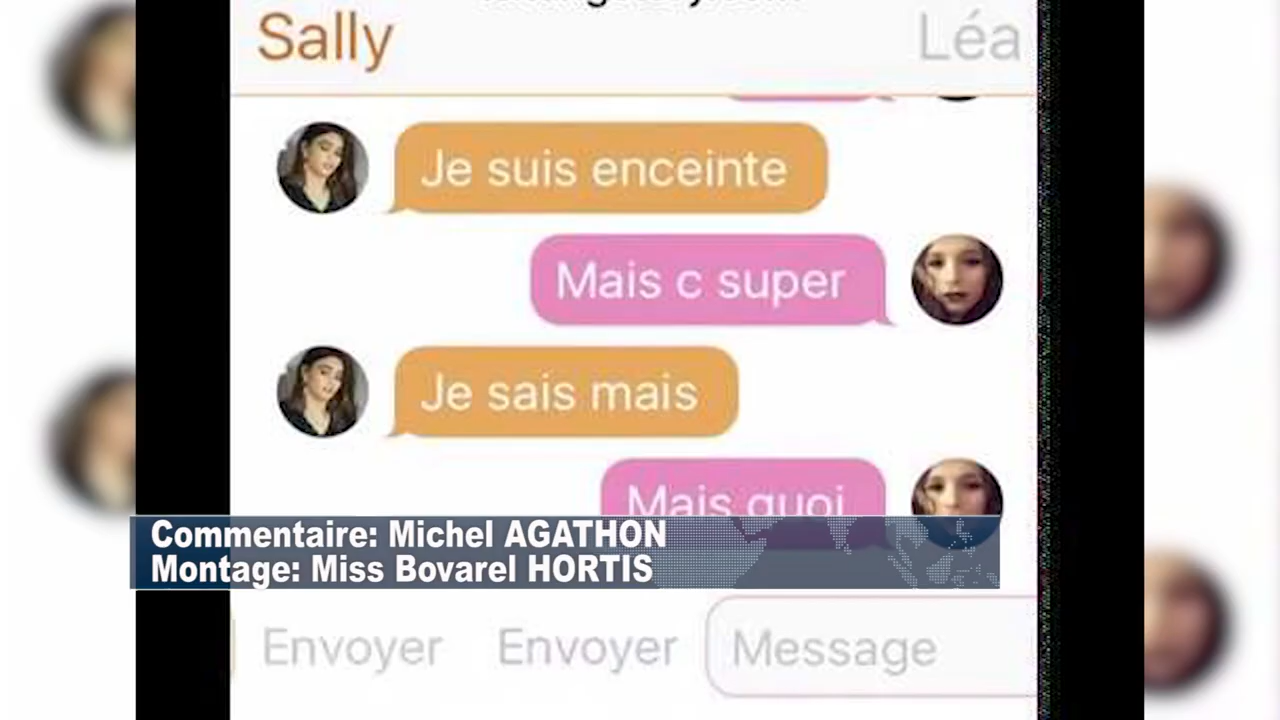 Sally
Léa
Je suis enceinte
Mais c super
Je sais mais
Mais quoi
Commentaire: Michel AGATHON
Montage: Miss Bovarel HORTIS
Envoyer
Envoyer
Message